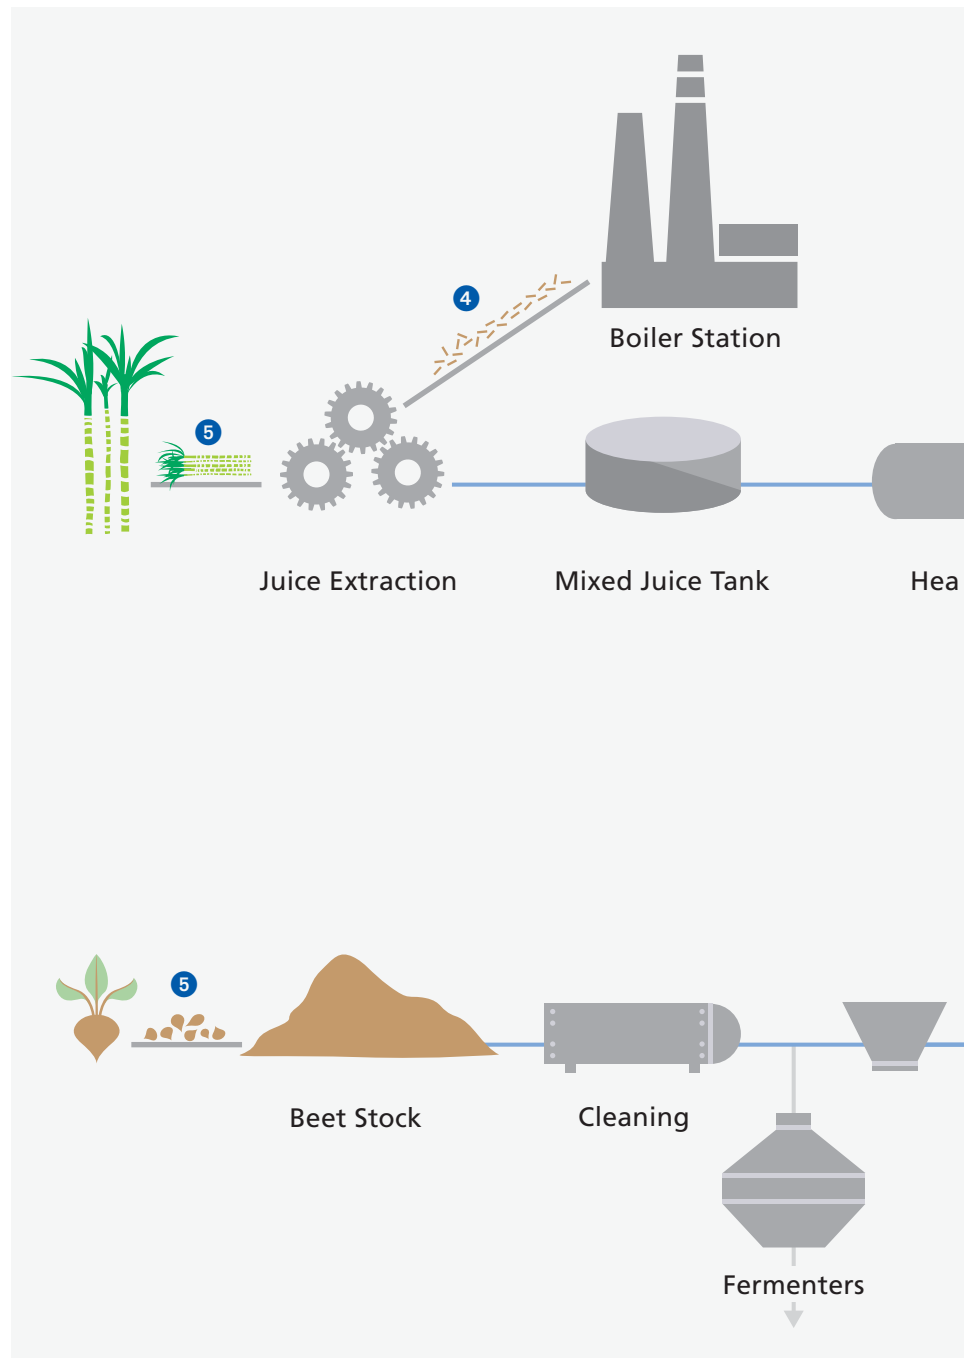 4
Boiler Station
5
Juice Extraction
Mixed Juice Tank
Hea
5
Beet Stock
Cleaning
Fermenters